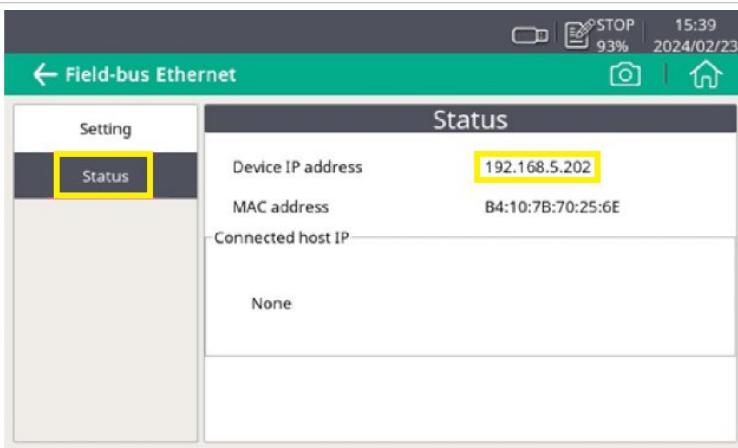 STOP 15:39
93% 2024/02/23
Field-bus Ethernet
Setting
Status
Status
Device IP address 192.168.5.202
MAC address B4:10:7B:70:25:6E
Connected host IP
None